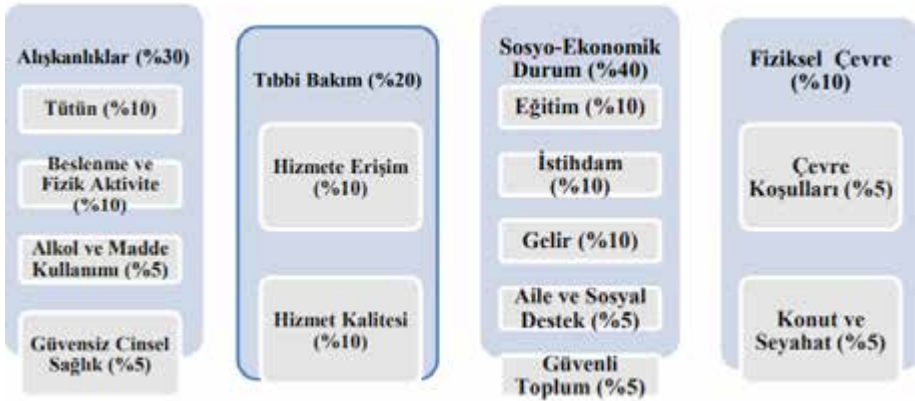 Alışkanlıklar (%30)
Tütün (%10)
Beslenme ve
Fizik Aktivite
(%10)
Alkol ve Madde
Kullanımı (%5)
Güvensiz Cinsel
Sağlık (%5)
Tıbbi Bakım (%20)
Hizmete Erişim
(%10)
Hizmet Kalitesi
(%10)
Sosyo-Ekonomik
Durum (%40)
Eğitim (%10)
İstihdam
(%10)
Gelir (%10)
Aile ve Sosyal
Destek (%5)
Güvenli
Toplum (%5)
Fiziksel Çevre
(%10)
Çevre
Koşulları (%5)
Konut ve
Seyahat (%5)